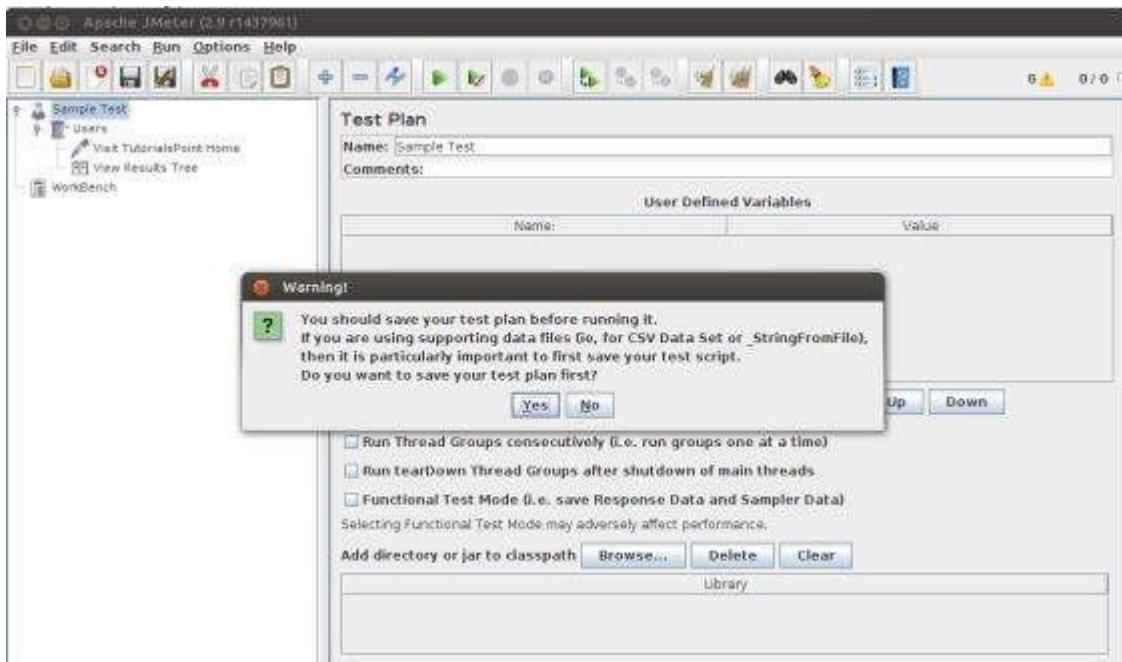 Apache JMeter (2.9 r1437961)
File Edit Search Run Options Help
0 0 / 0
Sample Test
Users
Visit TutorialsPoint Home
View Results Tree
WorkBench
Test Plan
Name: Sample Test
Comments:
User Defined Variables
Name: Value
Warning!
? You should save your test plan before running it.
If you are using supporting data files (ie, for CSV Data Set or _StringFromFile),
then it is particularly important to first save your test script.
Do you want to save your test plan first?
Yes No
Up Down
Run Thread Groups consecutively (i.e. run groups one at a time)
Run tearDown Thread Groups after shutdown of main threads
Functional Test Mode (i.e. save Response Data and Sampler Data)
Selecting Functional Test Mode may adversely affect performance.
Add directory or jar to classpath Browse... Delete Clear
Library